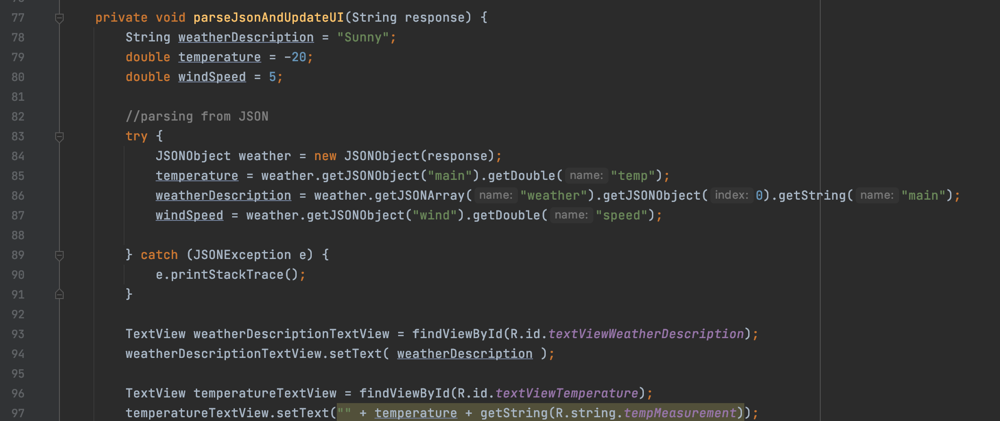 77 private void parseJsonAndUpdateUI(String response) {
78 String weatherDescription = "Sunny";
79 double temperature = -20;
80 double windSpeed = 5;
81
82 //parsing from JSON
83 try {
84 JSONObject weather = new JSONObject(response);
85 temperature = weather.getJSONObject("main").getDouble( name: "temp");
86 weatherDescription = weather.getJSONArray( name: "weather").getJSONObject( index: 0).getString( name: "main");
87 windSpeed = weather.getJSONObject("wind").getDouble( name: "speed");
88
89 } catch (JSONException e) {
90 e.printStackTrace();
91 }
92
93 TextView weatherDescriptionTextView = findViewById(R.id.textViewWeatherDescription);
94 weatherDescriptionTextView.setText( weatherDescription );
95
96 TextView temperatureTextView = findViewById(R.id.textViewTemperature);
97 temperatureTextView.setText("" + temperature + getString(R.string.tempMeasurement));